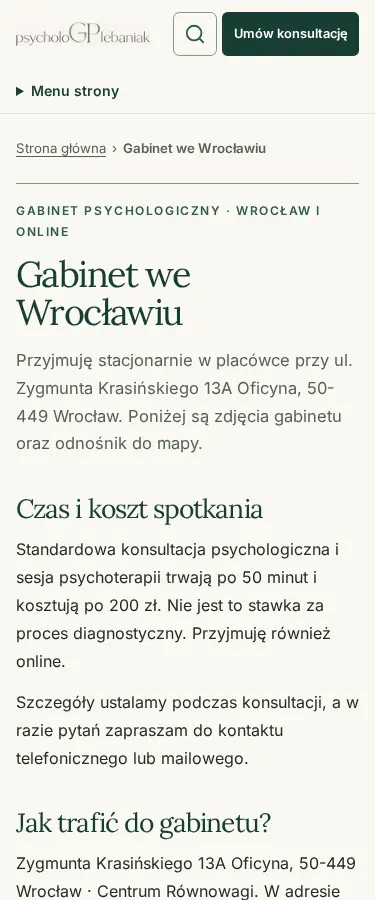 psycholoGPlebaniak
Umów konsultację
Menu strony
Strona główna › Gabinet we Wrocławiu
GABINET PSYCHOLOGICZNY · WROCŁAW I
ONLINE
Gabinet we
Wrocławiu
Przyjmuję stacjonarnie w placówce przy ul.
Zygmunta Krasińskiego 13A Oficyna, 50-
449 Wrocław. Poniżej są zdjęcia gabinetu
oraz odnośnik do mapy.
Czas i koszt spotkania
Standardowa konsultacja psychologiczna i
sesja psychoterapii trwają po 50 minut i
kosztują po 200 zł. Nie jest to stawka za
proces diagnostyczny. Przyjmuję również
online.
Szczegóły ustalamy podczas konsultacji, a w
razie pytań zapraszam do kontaktu
telefonicznego lub mailowego.
Jak trafić do gabinetu?
Zygmunta Krasińskiego 13A Oficyna, 50-449
Wrocław · Centrum Równowagi. W adresie